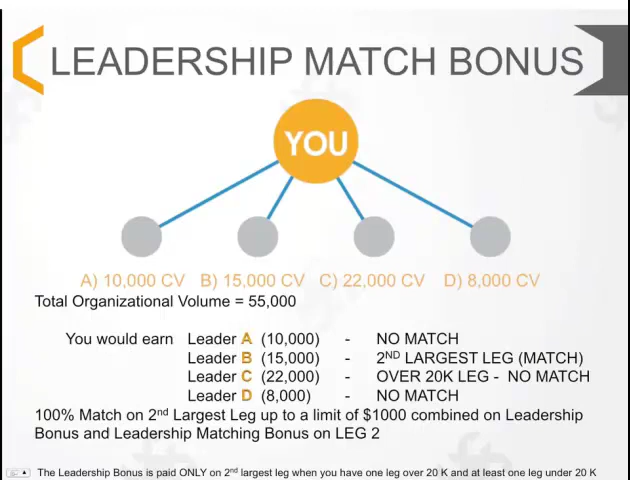 LEADERSHIP MATCH BONUS
YOU
A) 10,000 CV B) 15,000 CV C) 22,000 CV D) 8,000 CV
Total Organizational Volume = 55,000
You would earn Leader A (10,000) - NO MATCH
Leader B (15,000) - 2ND LARGEST LEG (MATCH)
Leader C (22,000) - OVER 20K LEG - NO MATCH
Leader D (8,000) - NO MATCH
100% Match on 2nd Largest Leg up to a limit of $1000 combined on Leadership
Bonus and Leadership Matching Bonus on LEG 2
The Leadership Bonus is paid ONLY on 2nd largest leg when you have one leg over 20 K and at least one leg under 20 K